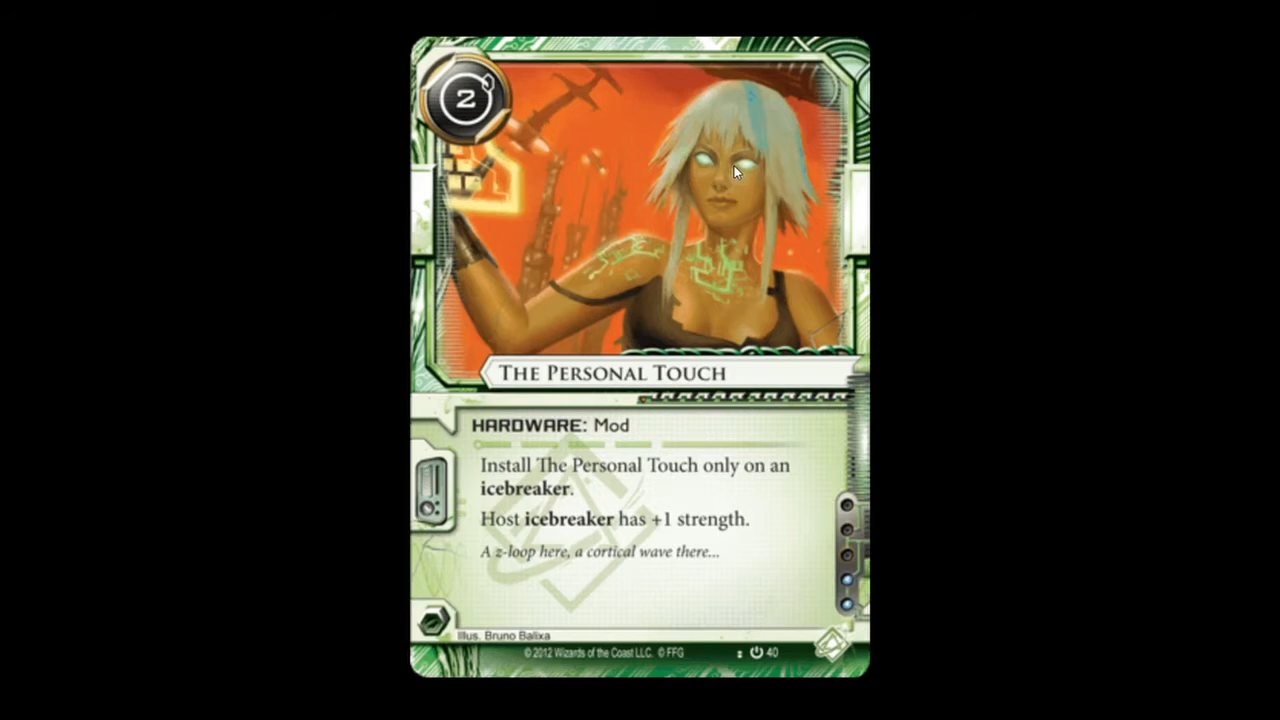 2
THE PERSONAL TOUCH
HARDWARE: Mod
Install The Personal Touch only on an
icebreaker.
Host icebreaker has +1 strength.
A z-loop here, a cortical wave there...
Illus. Bruno Balixa
© 2012 Wizards of the Coast LLC. © FFG
40